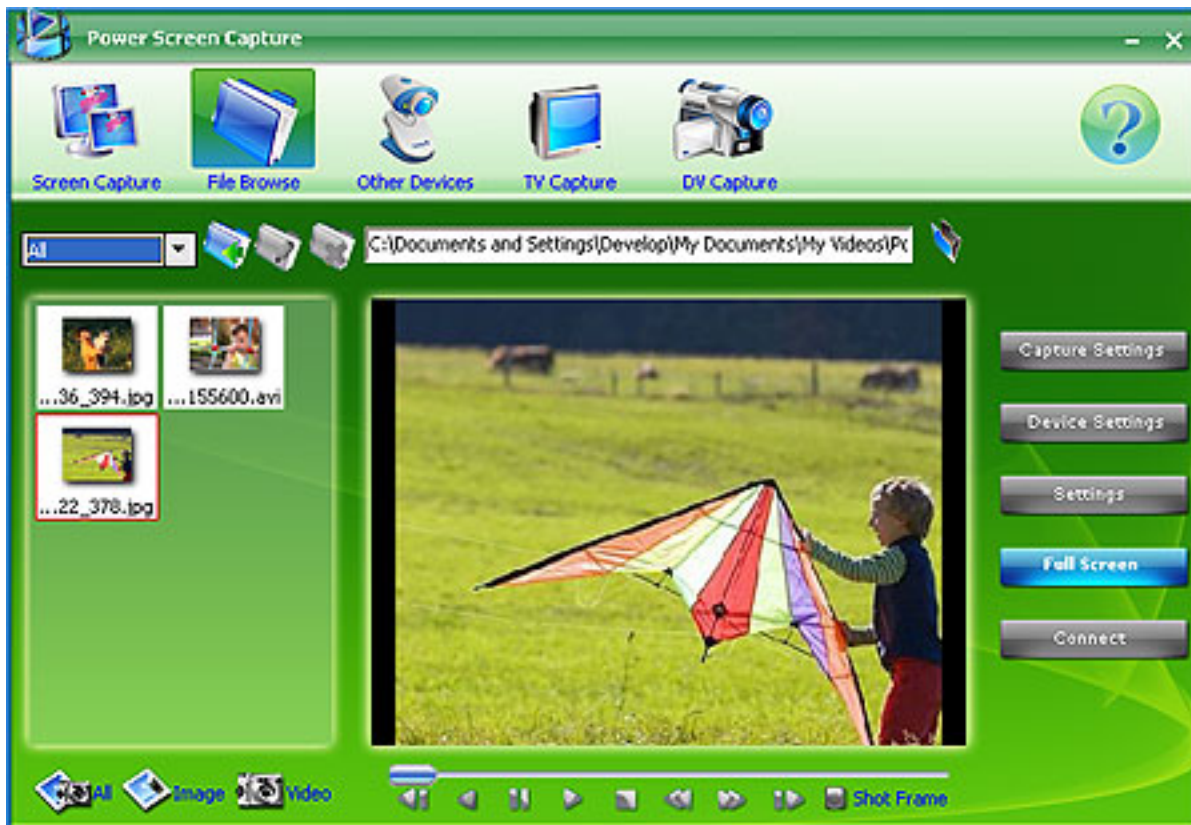 Power Screen Capture
Screen Capture
File Browse
Other Devices
TV Capture
DV Capture
All
C:\Documents and Settings\Develop\My Documents\My Videos\Po
...36_394.jpg
...155600.avi
...22_378.jpg
Capture Settings
Device Settings
Settings
Full Screen
Connect
All
Image
Video
Shot Frame